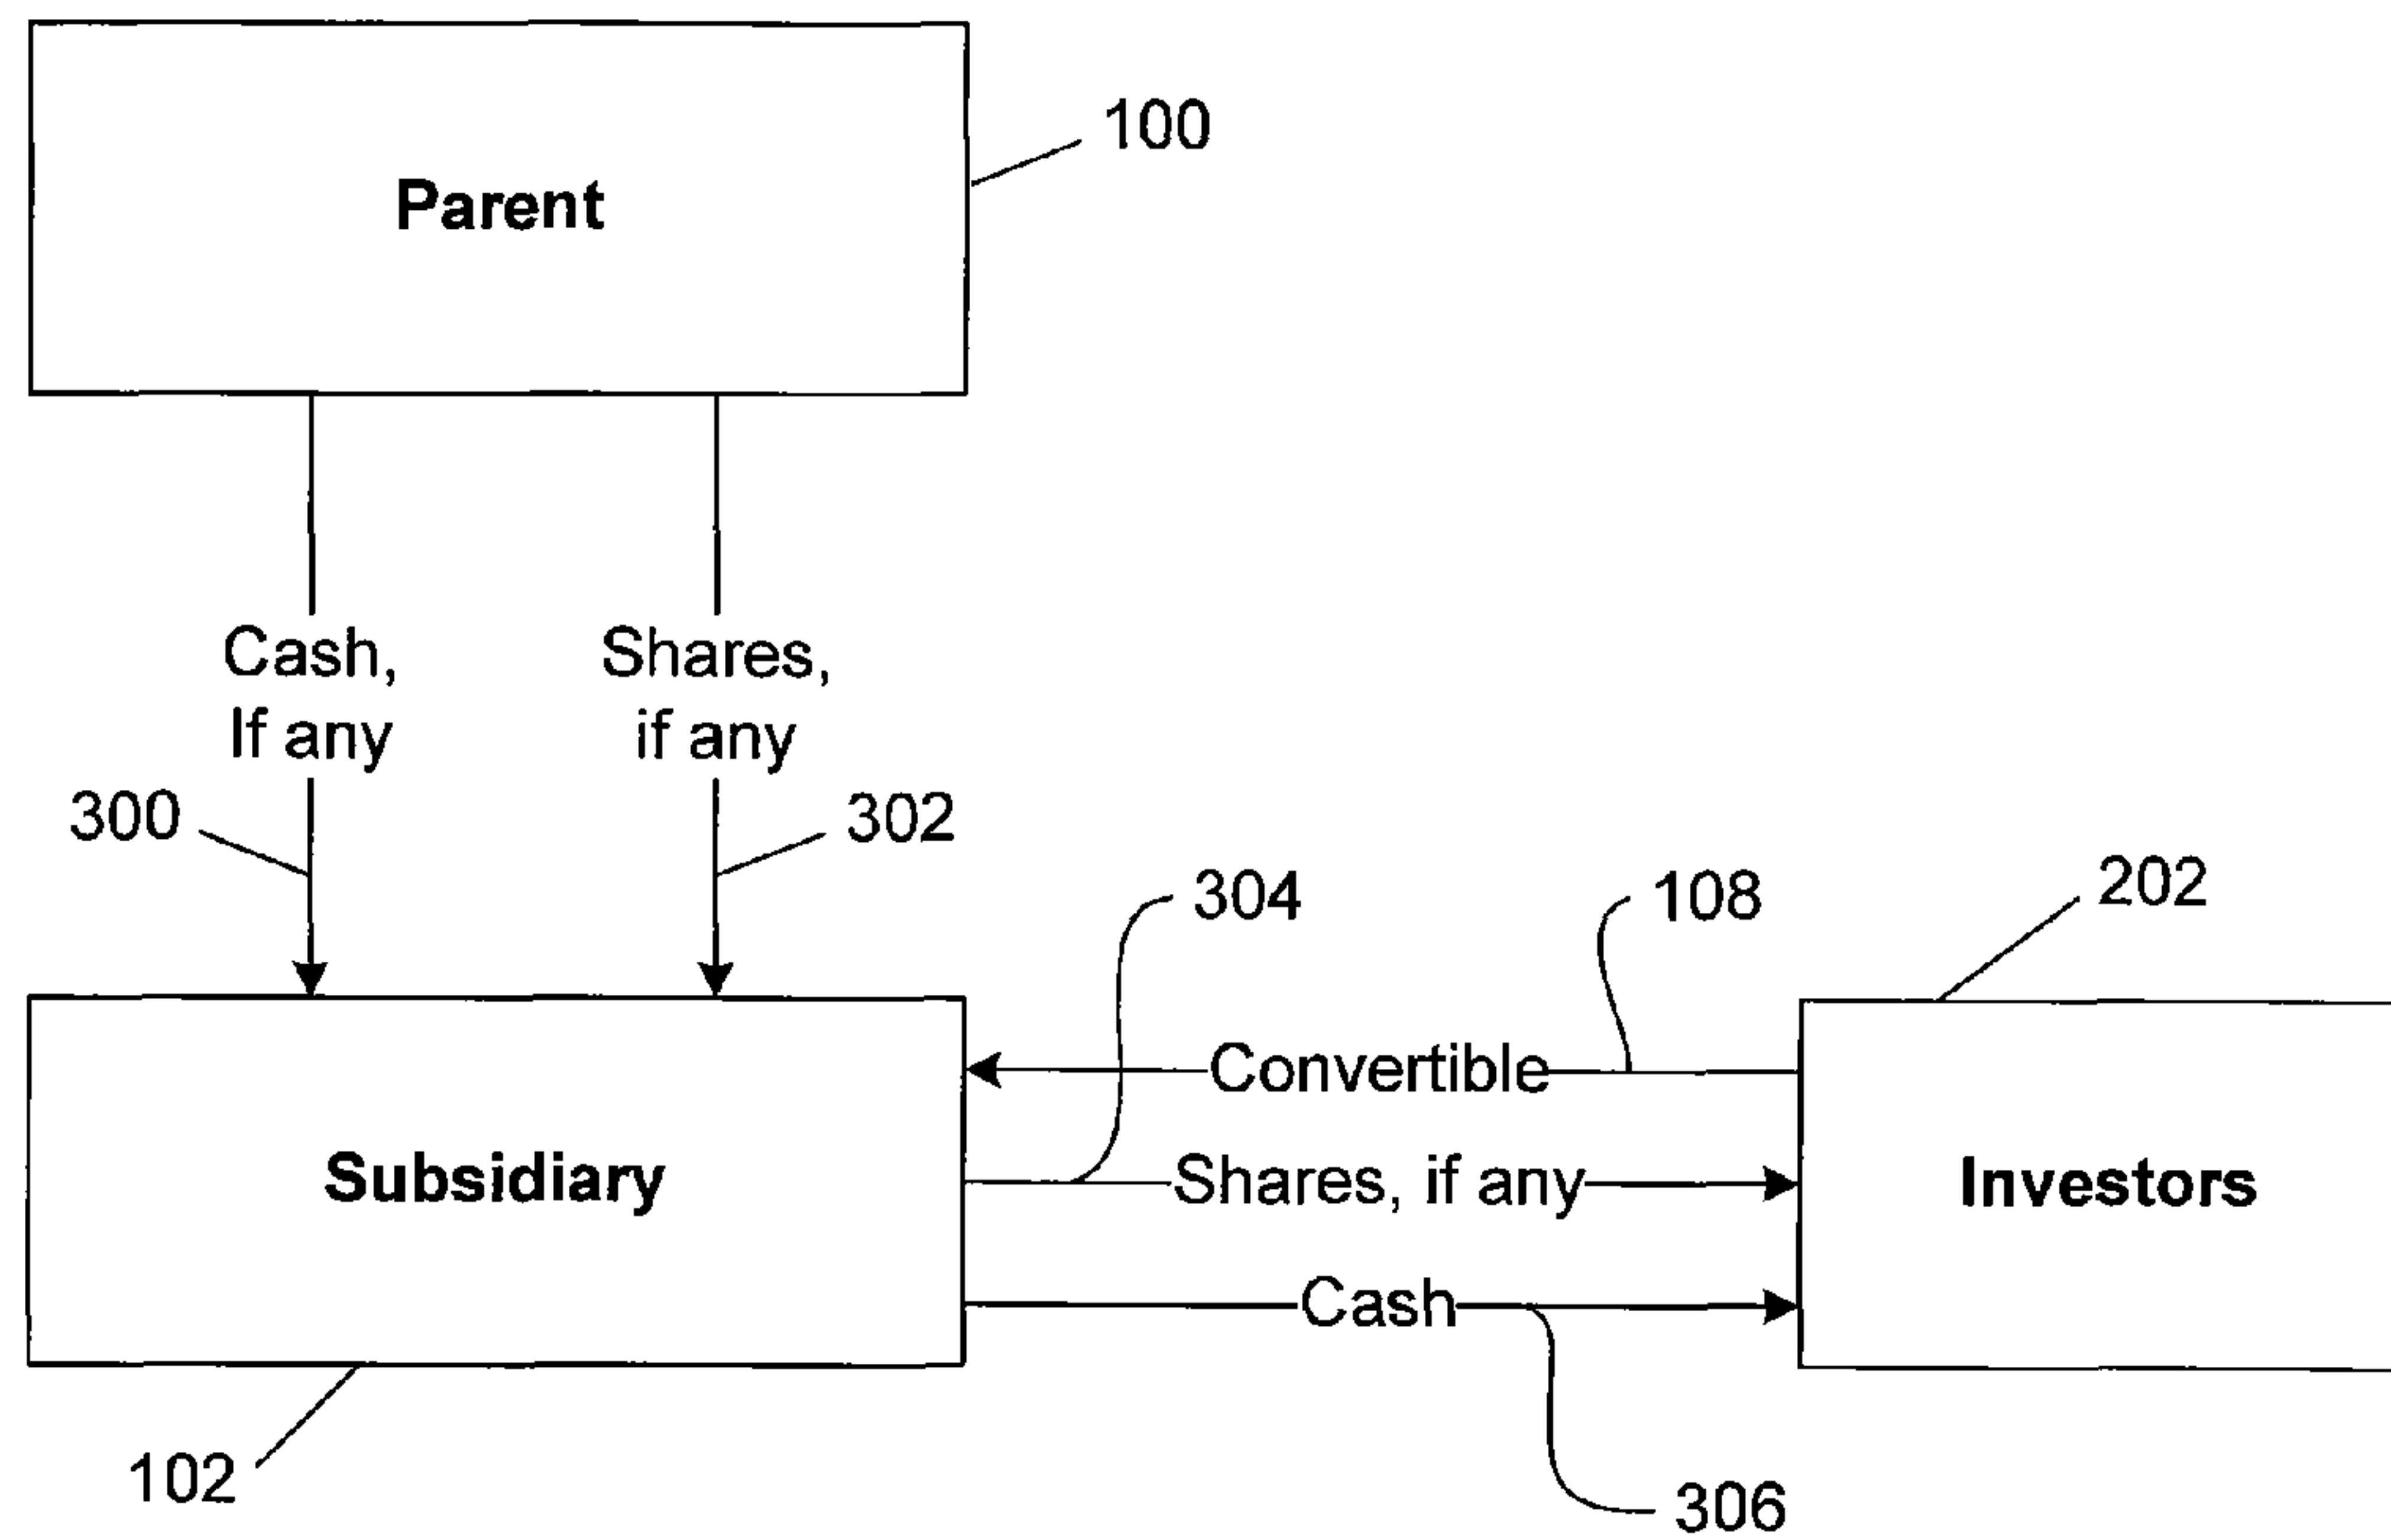 100
Parent
Cash,
If any
Shares,
if any
300
302
304
108
202
Convertible
Subsidiary
Shares, if any
Investors
Cash
102
306